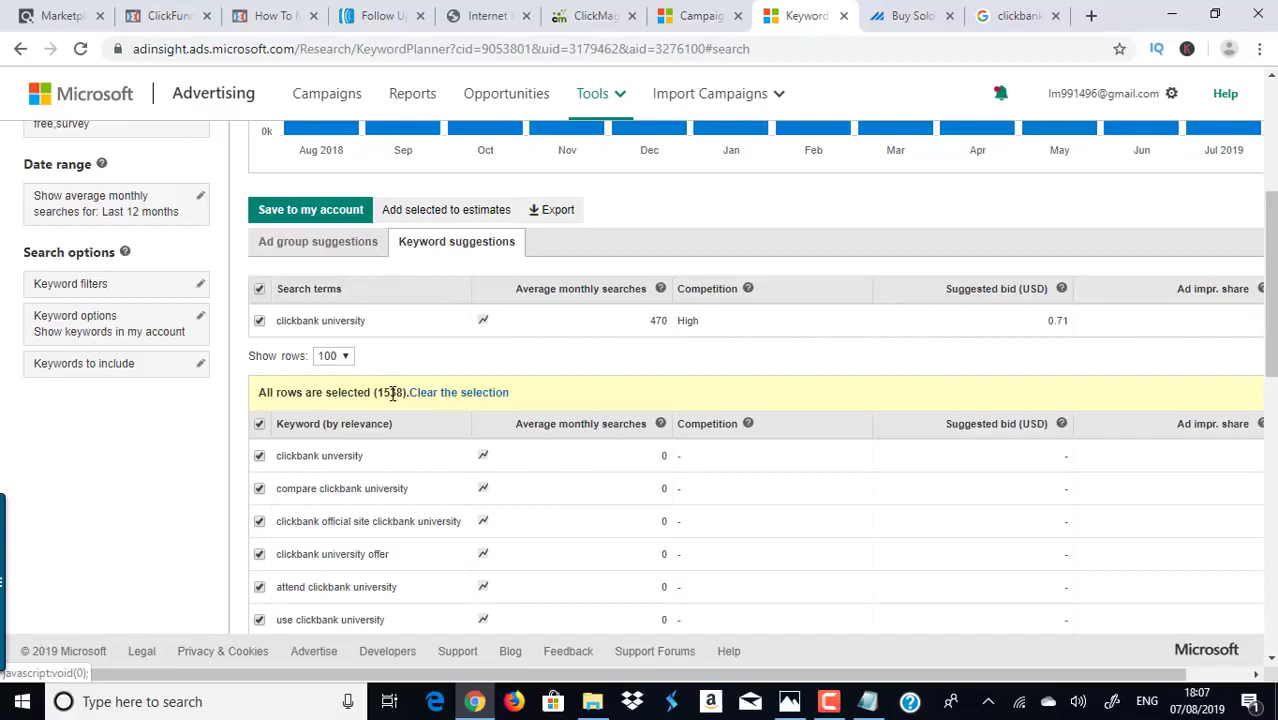 Marketpl
ClickFunn
How To M
Follow Up
Internet M
ClickMag
Campaig
Keyword
Buy Solo
clickbank
adinsight.ads.microsoft.com/Research/KeywordPlanner?cid=9053801&uid=3179462&aid=3276100#search
Microsoft
Advertising
Campaigns
Reports
Opportunities
Tools
Import Campaigns
lm991496@gmail.com
Help
free,survey
0k
Aug 2018 Sep Oct Nov Dec Jan Feb Mar Apr May Jun Jul 2019
Date range
Show average monthly
searches for: Last 12 months
Save to my account Add selected to estimates Export
Ad group suggestions Keyword suggestions
Search options
Keyword filters
Keyword options
Show keywords in my account
Keywords to include
Search terms Average monthly searches Competition Suggested bid (USD) Ad impr. share
clickbank university 470 High 0.71
Show rows: 100
All rows are selected Clear the selection
Keyword (by relevance) Average monthly searches Competition Suggested bid (USD) Ad impr. share
clickbank unversity 0 - -
compare clickbank university 0 - -
clickbank official site clickbank university 0 - -
clickbank university offer 0 - -
attend clickbank university 0 - -
use clickbank university 0 - -
© 2019 Microsoft Legal Privacy & Cookies Advertise Developers Support Blog Feedback Support Forums Help Microsoft
javascript:void(0);
Type here to search
ENG
18:07
07/08/2019